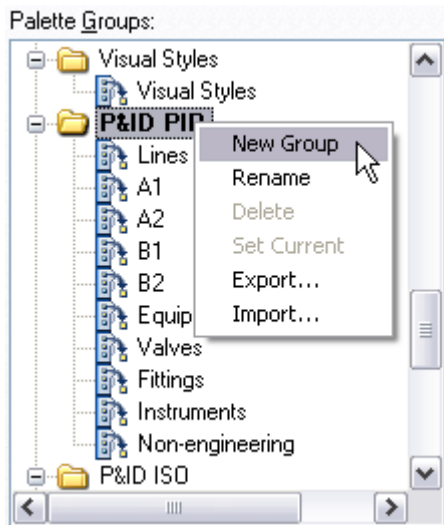 Palette Groups:
Visual Styles
Visual Styles
P&ID PIP
Lines
A1
A2
B1
B2
Equip
Valves
Fittings
Instruments
Non-engineering
P&ID ISO
New Group
Rename
Delete
Set Current
Export...
Import...